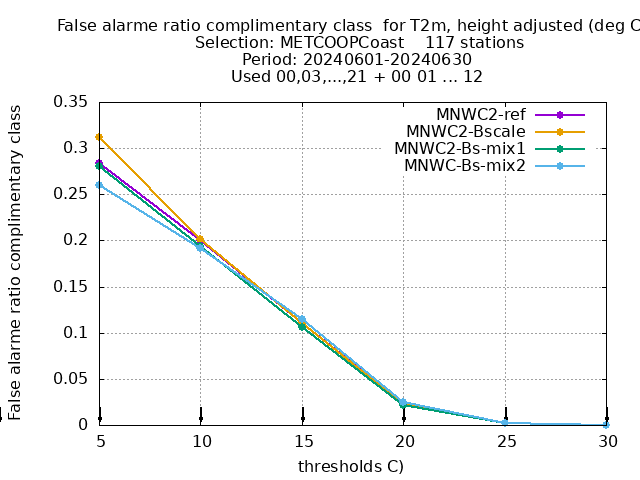 False alarme ratio complimentary class  for T2m, height adjusted (deg C
Selection: METCOOPCoast    117 stations
Period: 20240601-20240630
Used 00,03,...,21 + 00 01 ... 12
False alarme ratio complimentary class
0.35
0.3
0.25
0.2
0.15
0.1
0.05
0
MNWC2-ref
MNWC2-Bscale
MNWC2-Bs-mix1
MNWC-Bs-mix2
5 10 15 20 25 30
thresholds C)